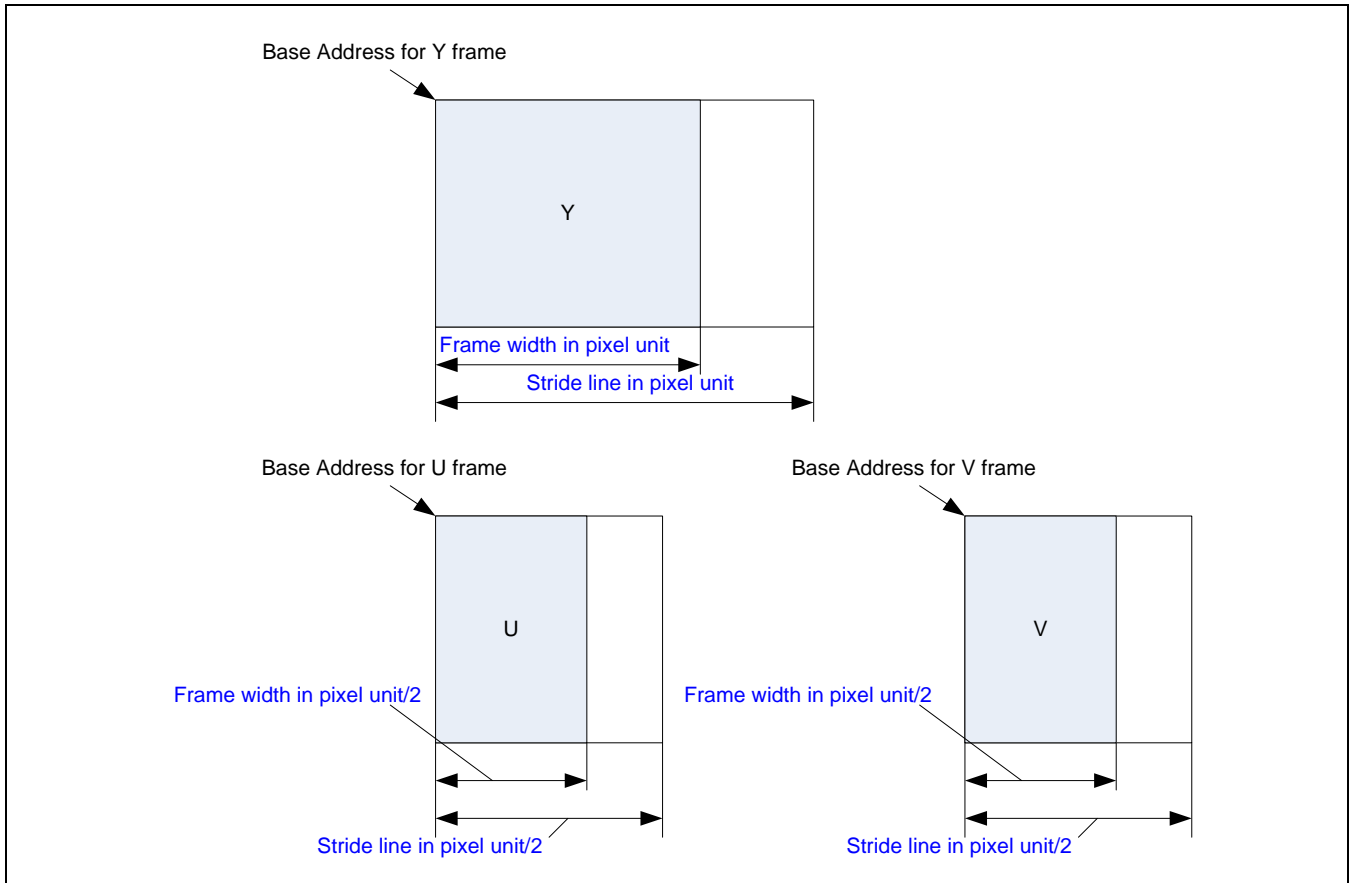 Base Address for Y frame
Y
Frame width in pixel unit
Stride line in pixel unit
Base Address for U frame
Base Address for V frame
U
V
Frame width in pixel unit/2
Frame width in pixel unit/2
Stride line in pixel unit/2
Stride line in pixel unit/2